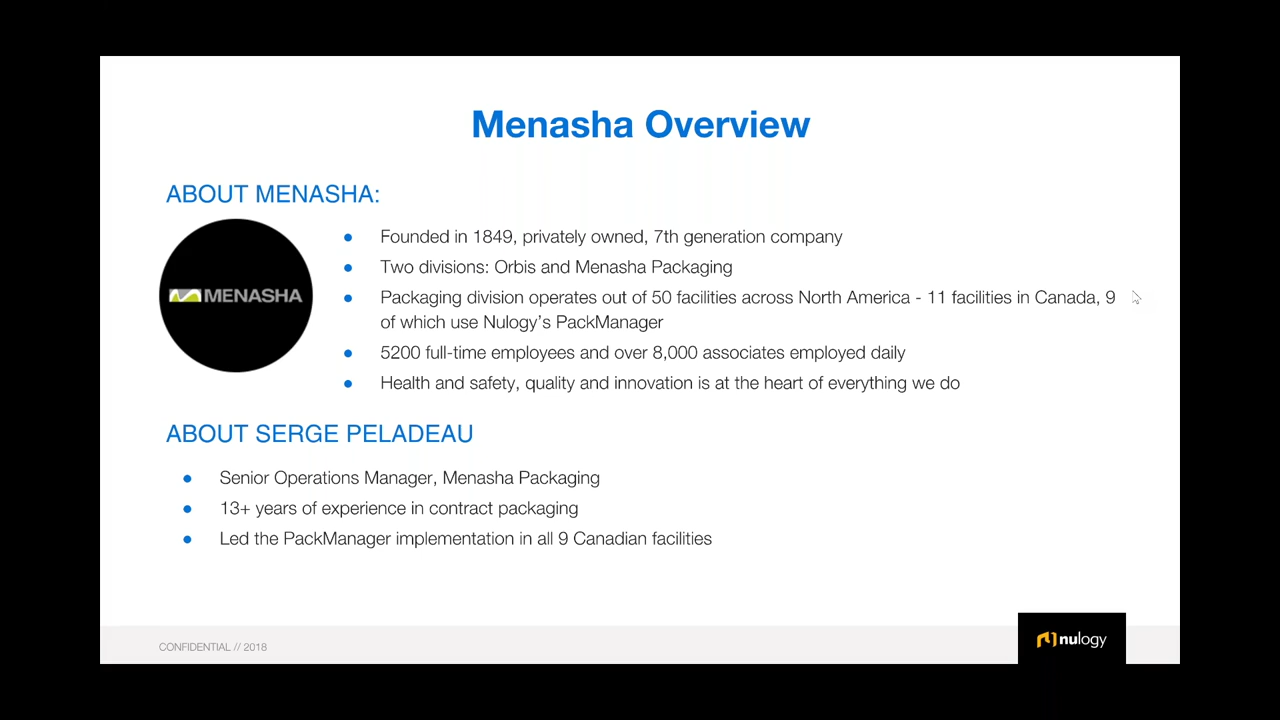 Menasha Overview
ABOUT MENASHA:
MENASHA
● Founded in 1849, privately owned, 7th generation company
● Two divisions: Orbis and Menasha Packaging
● Packaging division operates out of 50 facilities across North America - 11 facilities in Canada, 9
of which use Nulogy’s PackManager
● 5200 full-time employees and over 8,000 associates employed daily
● Health and safety, quality and innovation is at the heart of everything we do
ABOUT SERGE PELADEAU
● Senior Operations Manager, Menasha Packaging
● 13+ years of experience in contract packaging
● Led the PackManager implementation in all 9 Canadian facilities
CONFIDENTIAL // 2018
nulogy